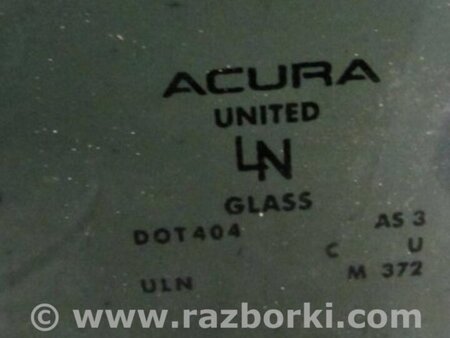 ACURA
UNITED
LN
GLASS
DOT404 AS 3
C U
ULN M 372
© www.razborki.com